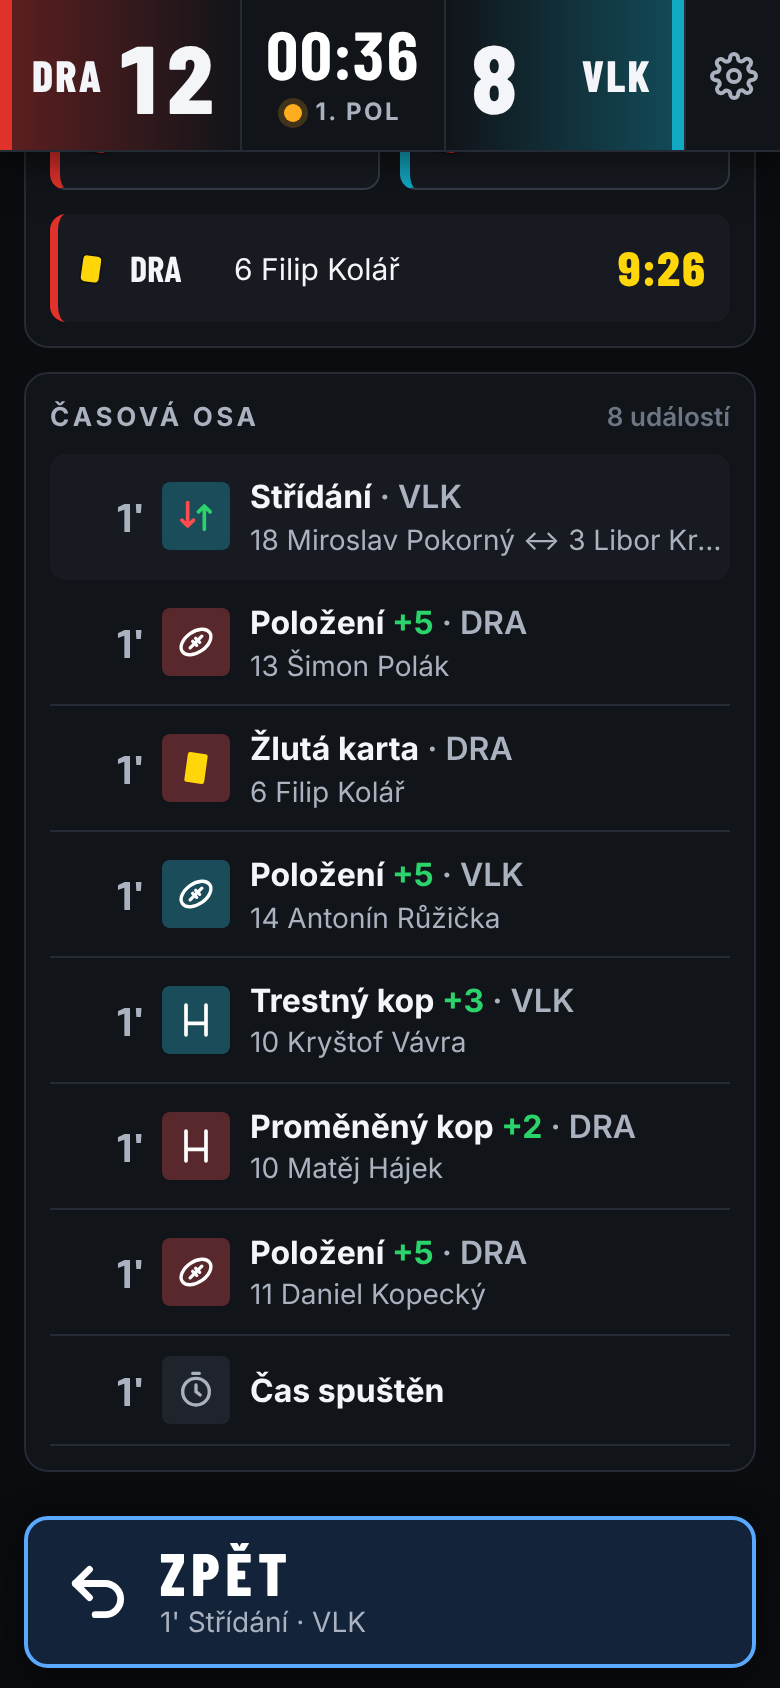 DRA 12
00:36
1. POL
8 VLK
DRA 6 Filip Kolář 9:26
ČASOVÁ OSA 8 událostí
1' Střídání · VLK
18 Miroslav Pokorný ↔ 3 Libor Kr...
1' Položení +5 · DRA
13 Šimon Polák
1' Žlutá karta · DRA
6 Filip Kolář
1' Položení +5 · VLK
14 Antonín Růžička
1' Trestný kop +3 · VLK
10 Kryštof Vávra
1' Proměněný kop +2 · DRA
10 Matěj Hájek
1' Položení +5 · DRA
11 Daniel Kopecký
1' Čas spuštěn
ZPĚT
1' Střídání · VLK